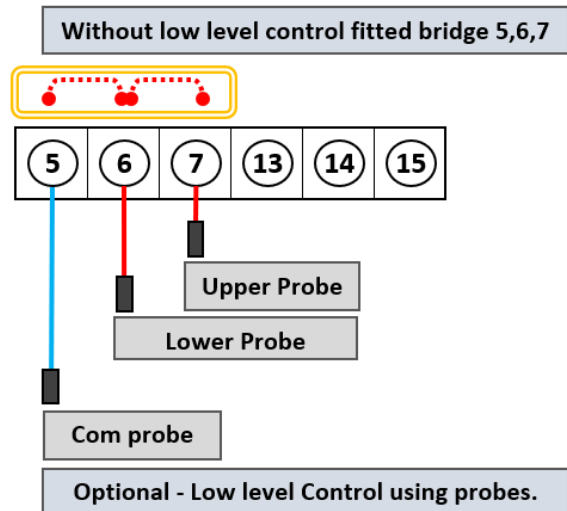 Without low level control fitted bridge 5,6,7
5 6 7 13 14 15
Upper Probe
Lower Probe
Com probe
Optional - Low level Control using probes.